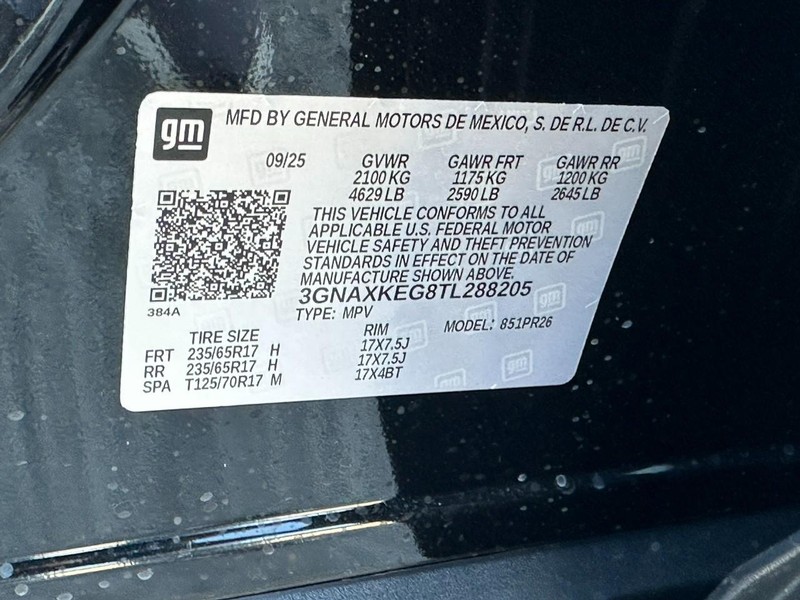 gm
MFD BY GENERAL MOTORS DE MEXICO, S. DE R.L. DE C.V.
09/25 GVWR GAWR FRT GAWR RR
2100 KG 1175 KG 1200 KG
4629 LB 2590 LB 2645 LB
THIS VEHICLE CONFORMS TO ALL
APPLICABLE U.S. FEDERAL MOTOR
VEHICLE SAFETY AND THEFT PREVENTION
STANDARDS IN EFFECT ON THE DATE OF
MANUFACTURE SHOWN ABOVE.
3GNAXKEG8TL288205
384A
TYPE: MPV
MODEL: 851PR26
TIRE SIZE RIM
FRT 235/65R17 H 17X7.5J
RR 235/65R17 H 17X7.5J
SPA T125/70R17 M 17X4BT